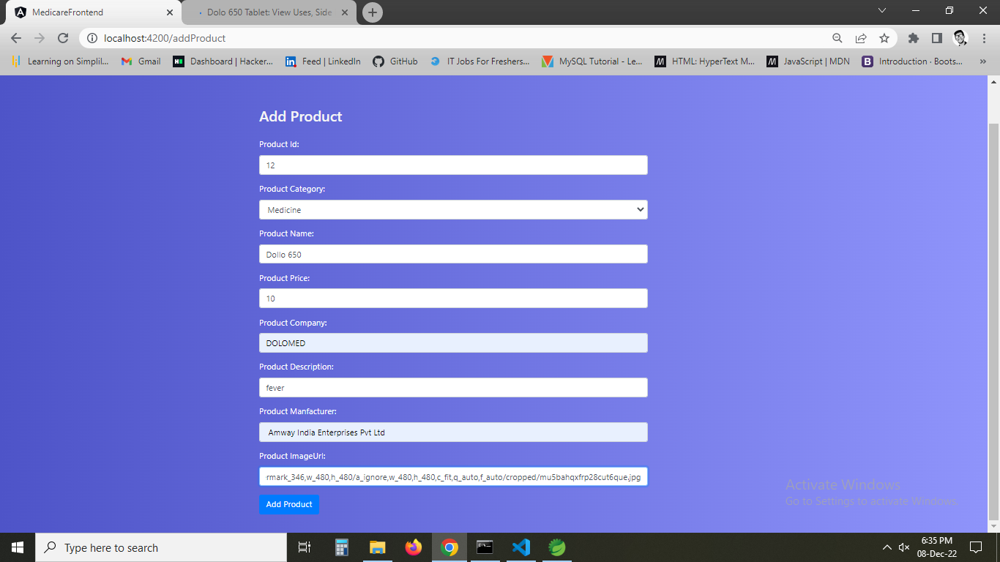 MedicareFrontend
Dolo 650 Tablet: View Uses, Side
localhost:4200/addProduct
Learning on Simplil...
Gmail
Dashboard | Hacker...
Feed | LinkedIn
GitHub
IT Jobs For Freshers...
MySQL Tutorial - Le...
HTML: HyperText M...
JavaScript | MDN
Introduction · Boots...
Add Product
Product Id:
12
Product Category:
Medicine
Product Name:
Dollo 650
Product Price:
10
Product Company:
DOLOMED
Product Description:
fever
Product Manfacturer:
Amway India Enterprises Pvt Ltd
Product ImageUrl:
rmark_346,w_480,h_480/a_ignore,w_480,h_480,c_fit,q_auto,f_auto/cropped/mu5bahqxfrp28cut6que.jpg
Add Product
Activate Windows
Go to Settings to activate Windows.
Type here to search
6:35 PM
08-Dec-22